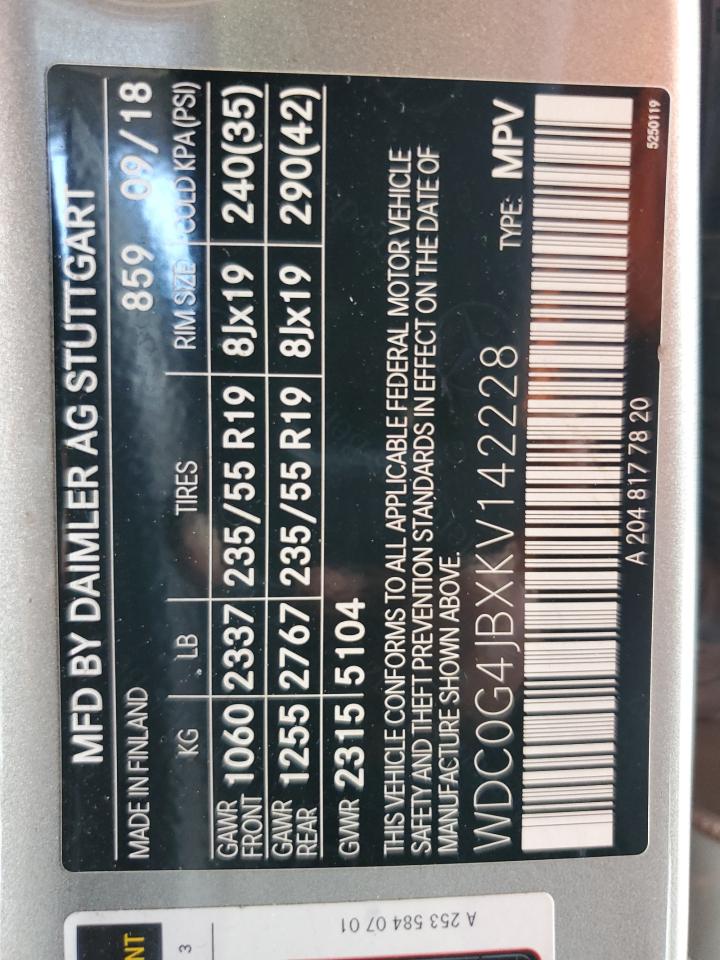 MFD BY DAIMLER AG STUTTGART
MADE IN FINLAND 859 09/18
KG LB TIRES RIM SIZE COLD KPA (PSI)
GAWR FRONT 1060 2337 235/55 R19 8Jx19 240(35)
GAWR REAR 1255 2767 235/55 R19 8Jx19 290(42)
GVWR 2315 5104
THIS VEHICLE CONFORMS TO ALL APPLICABLE FEDERAL MOTOR VEHICLE
SAFETY AND THEFT PREVENTION STANDARDS IN EFFECT ON THE DATE OF
MANUFACTURE SHOWN ABOVE.
WDC0G4JBXKV142228 TYPE: MPV
A 204 817 78 20
5250119
A 253 584 07 01
NT
3